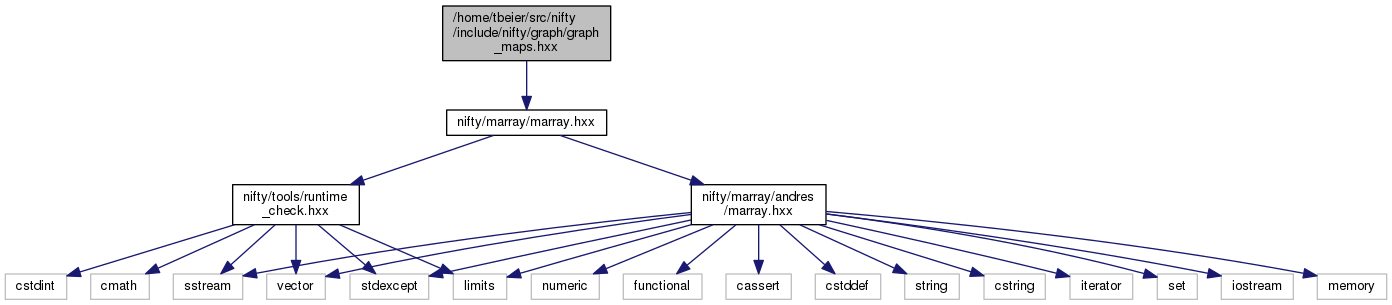 /home/tbeier/src/nifty
/include/nifty/graph/graph
_maps.hxx
nifty/marray/marray.hxx
nifty/tools/runtime
_check.hxx
nifty/marray/andres
/marray.hxx
cstdint
cmath
sstream
vector
stdexcept
limits
numeric
functional
cassert
cstddef
string
cstring
iterator
set
iostream
memory